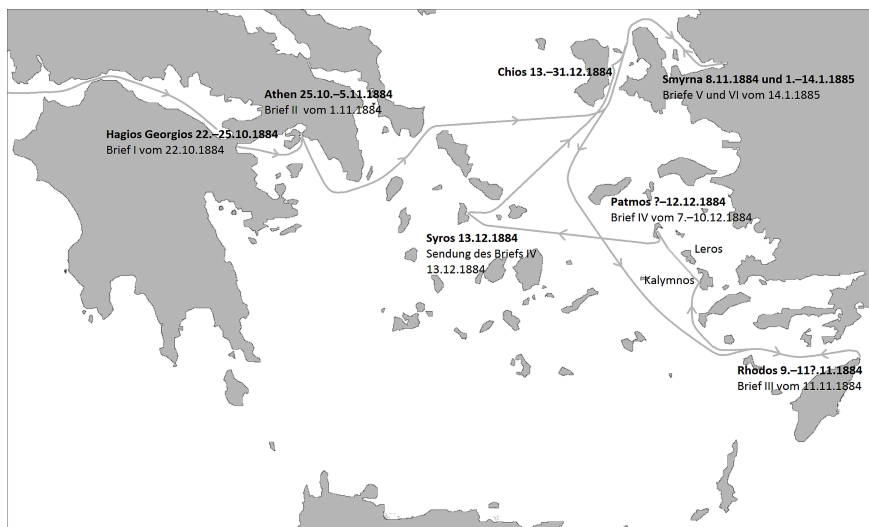 Chios 13.–31.12.1884
Smyrna 8.11.1884 und 1.–14.1.1885
Briefe V und VI vom 14.1.1885
Athen 25.10.–5.11.1884
Brief II vom 1.11.1884
Hagios Georgios 22.–25.10.1884
Brief I vom 22.10.1884
Patmos ?–12.12.1884
Brief IV vom 7.–10.12.1884
Syros 13.12.1884
Sendung des Briefs IV
13.12.1884
Leros
Kalymnos
Rhodos 9.–11?.11.1884
Brief III vom 11.11.1884